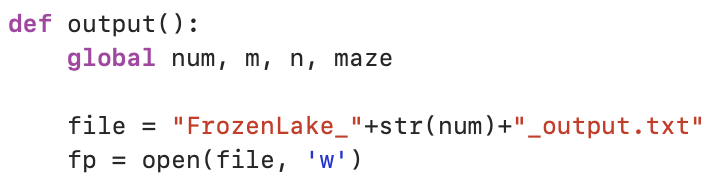 def output():
    global num, m, n, maze

    file = "FrozenLake_"+str(num)+"_output.txt"
    fp = open(file, 'w')